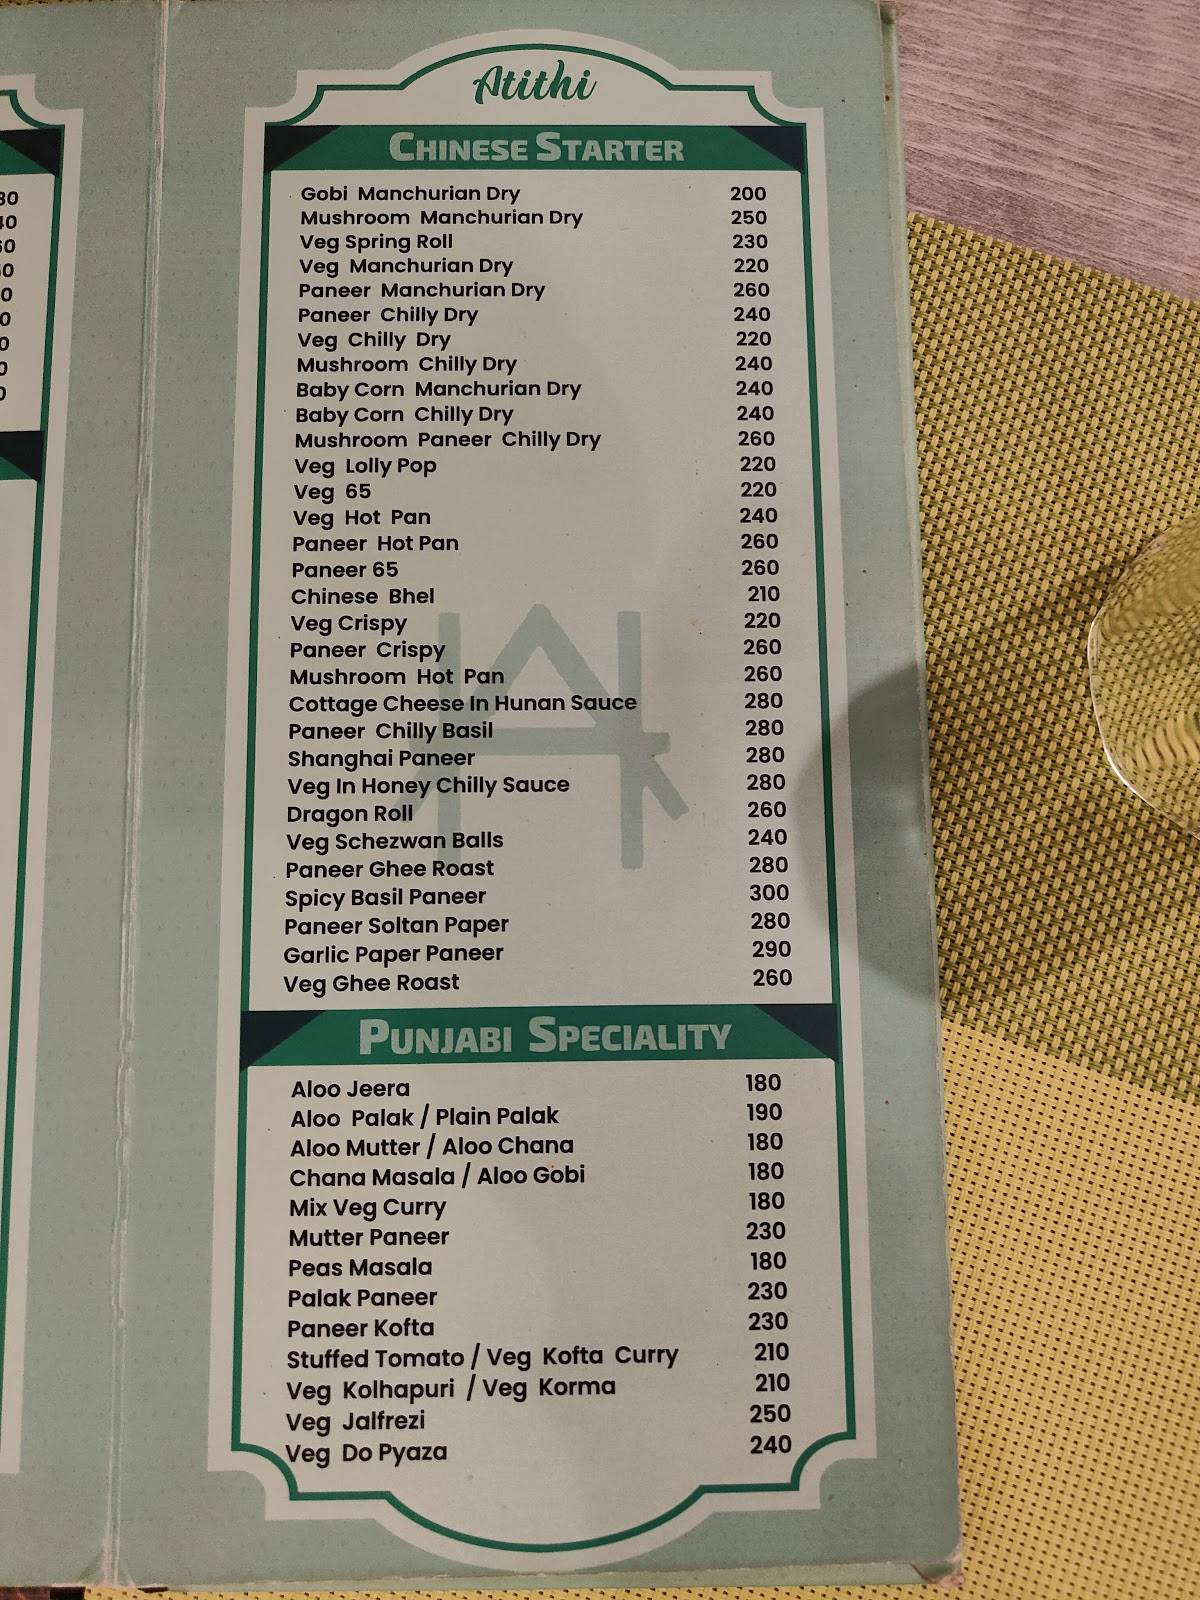 Atithi
CHINESE STARTER
Gobi Manchurian Dry 200
Mushroom Manchurian Dry 250
Veg Spring Roll 230
Veg Manchurian Dry 220
Paneer Manchurian Dry 260
Paneer Chilly Dry 240
Veg Chilly Dry 220
Mushroom Chilly Dry 240
Baby Corn Manchurian Dry 240
Baby Corn Chilly Dry 240
Mushroom Paneer Chilly Dry 260
Veg Lolly Pop 220
Veg 65 220
Veg Hot Pan 240
Paneer Hot Pan 260
Paneer 65 260
Chinese Bhel 210
Veg Crispy 220
Paneer Crispy 260
Mushroom Hot Pan 260
Cottage Cheese In Hunan Sauce 280
Paneer Chilly Basil 280
Shanghai Paneer 280
Veg In Honey Chilly Sauce 280
Dragon Roll 260
Veg Schezwan Balls 240
Paneer Ghee Roast 280
Spicy Basil Paneer 300
Paneer Soltan Paper 280
Garlic Paper Paneer 290
Veg Ghee Roast 260
PUNJABI SPECIALITY
Aloo Jeera 180
Aloo Palak / Plain Palak 190
Aloo Mutter / Aloo Chana 180
Chana Masala / Aloo Gobi 180
Mix Veg Curry 180
Mutter Paneer 230
Peas Masala 180
Palak Paneer 230
Paneer Kofta 230
Stuffed Tomato / Veg Kofta Curry 210
Veg Kolhapuri / Veg Korma 210
Veg Jalfrezi 250
Veg Do Pyaza 240